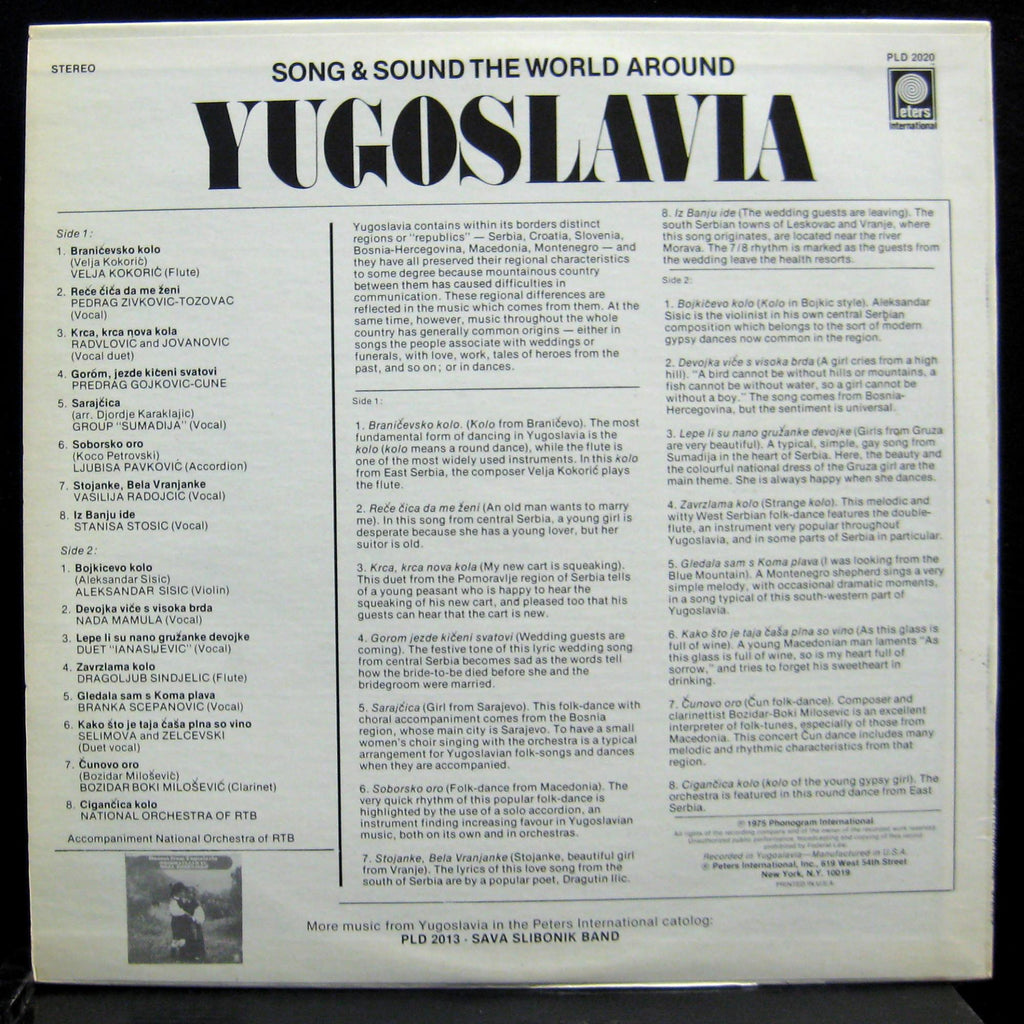 STEREO
SONG & SOUND THE WORLD AROUND
PLD 2020
YUGOSLAVIA
Peters
International
Side 1:
1. Braničevsko kolo
(Velja Kokorič)
VELJA KOKORIČ (Flute)
2. Reče čiča da me ženi
PEDRAG ZIVKOVIC-TOZOVAC
(Vocal)
3. Krca, krca nova kola
RADVLOVIC and JOVANOVIC
(Vocal duet)
4. Goróm, jezde kičeni svatovi
PREDRAG GOJKOVIC-CUNE
5. Sarajčica
(arr. Djordje Karaklajic)
GROUP "SUMADIJA" (Vocal)
6. Soborsko oro
(Koco Petrovski)
LJUBISA PAVKOVIĆ (Accordion)
7. Stojanke, Bela Vranjanke
VASILIJA RADOJCIC (Vocal)
8. Iz Banju ide
STANISA STOSIC (Vocal)
Side 2:
1. Bojkicevo kolo
(Aleksandar Sisic)
ALEKSANDAR SISIC (Violin)
2. Devojka viče s visoka brda
NADA MAMULA (Vocal)
3. Lepe li su nano gružanke devojke
DUET "IANASIJEVIC" (Vocal)
4. Zavrzlama kolo
DRAGOLJUB SINDJELIC (Flute)
5. Gledala sam s Koma plava
BRANKA SCEPANOVIC (Vocal)
6. Kako što je taja čaša plna so vino
SELIMOVA and ZELCEVSKI
(Duet vocal)
7. Čunovo oro
(Bozidar Milošević)
BOZIDAR BOKI MILOŠEVIĆ (Clarinet)
8. Cigančica kolo
NATIONAL ORCHESTRA OF RTB
Accompaniment National Orchestra of RTB
Yugoslavia contains within its borders distinct
regions or "republics" — Serbia, Croatia, Slovenia,
Bosnia-Hercegovina, Macedonia, Montenegro — and
they have all preserved their regional characteristics
to some degree because mountainous country
between them has caused difficulties in
communication. These regional differences are
reflected in the music which comes from them. At the
same time, however, music throughout the whole
country has generally common origins — either in
songs the people associate with weddings or
funerals, with love, work, tales of heroes from the
past, and so on; or in dances.
Side 1:
1. Braničevsko kolo. (Kolo from Braničevo). The most
fundamental form of dancing in Yugoslavia is the
kolo (kolo means a round dance), while the flute is
one of the most widely used instruments. In this kolo
from East Serbia, the composer Velja Kokorič plays
the flute.
2. Reče čica da me ženi (An old man wants to marry
me). In this song from central Serbia, a young girl is
desperate because she has a young lover, but her
suitor is old.
3. Krca, krca nova kola (My new cart is squeaking).
This duet from the Pomoravlje region of Serbia tells
of a young peasant who is happy to hear the
squeaking of his new cart, and pleased too that his
guests can hear that the cart is new.
4. Gorom jezde kičeni svatovi (Wedding guests are
coming). The festive tone of this lyric wedding song
from central Serbia becomes sad as the words tell
how the bride-to-be died before she and the
bridegroom were married.
5. Sarajčica (Girl from Sarajevo). This folk-dance with
choral accompaniment comes from the Bosnia
region, whose main city is Sarajevo. To have a small
women's choir singing with the orchestra is a typical
arrangement for Yugoslavian folk-songs and dances
when they are accompanied.
6. Soborsko oro (Folk-dance from Macedonia). The
very quick rhythm of this popular folk-dance is
highlighted by the use of a solo accordion, an
instrument finding increasing favour in Yugoslavian
music, both on its own and in orchestras.
7. Stojanke, Bela Vranjanke (Stojanke, beautiful girl
from Vranje). The lyrics of this love song from the
south of Serbia are by a popular poet, Dragutin Ilic.
8. Iz Banju ide (The wedding guests are leaving). The
south Serbian towns of Leskovac and Vranje, where
this song originates, are located near the river
Morava. The 7/8 rhythm is marked as the guests from
the wedding leave the health resorts.
Side 2:
1. Bojkičevo kolo (Kolo in Bojkic style). Aleksandar
Sisic is the violinist in his own central Serbian
composition which belongs to the sort of modern
gypsy dances now common in the region.
2. Devojka viče s visoka brda (A girl cries from a high
hill). "A bird cannot be without hills or mountains, a
fish cannot be without water, so a girl cannot be
without a boy." The song comes from Bosnia-
Hercegovina, but the sentiment is universal.
3. Lepe li su nano gružanke devojke (Girls from Gruza
are very beautiful). A typical, simple, gay song from
Sumadija in the heart of Serbia. Here, the beauty and
the colourful national dress of the Gruza girl are the
main theme. She is always happy when she dances.
4. Zavrzlama kolo (Strange kolo). This melodic and
witty West Serbian folk-dance features the double-
flute, an instrument very popular throughout
Yugoslavia, and in some parts of Serbia in particular.
5. Gledala sam s Koma plava (I was looking from the
Blue Mountain). A Montenegro shepherd sings a very
simple melody, with occasional dramatic moments,
in a song typical of this south-western part of
Yugoslavia.
6. Kako što je taja čaša plna so vino (As this glass is
full of wine). A young Macedonian man laments "As
this glass is full of wine, so is my heart full of
sorrow," and tries to forget his sweetheart in
drinking.
7. Čunovo oro (Čun folk-dance). Composer and
clarinettist Bozidar-Boki Milosevic is an excellent
interpreter of folk-tunes, especially of those from
Macedonia. This concert Čun dance includes many
melodic and rhythmic characteristics from that
region.
8. Cigančica kolo (kolo of the young gypsy girl). The
orchestra is featured in this round dance from East
Serbia.
℗ 1975 Phonogram International
All rights of the recording company and of the owner of the recorded work reserved.
Unauthorized public performance, broadcasting and copying of this record
prohibited by Federal Law.
Recorded in Yugoslavia—Manufactured in U.S.A.
© Peters International, Inc., 619 West 54th Street
New York, N.Y. 10019
PRINTED IN U.S.A.
More music from Yugoslavia in the Peters International catolog:
PLD 2013 - SAVA SLIBONIK BAND